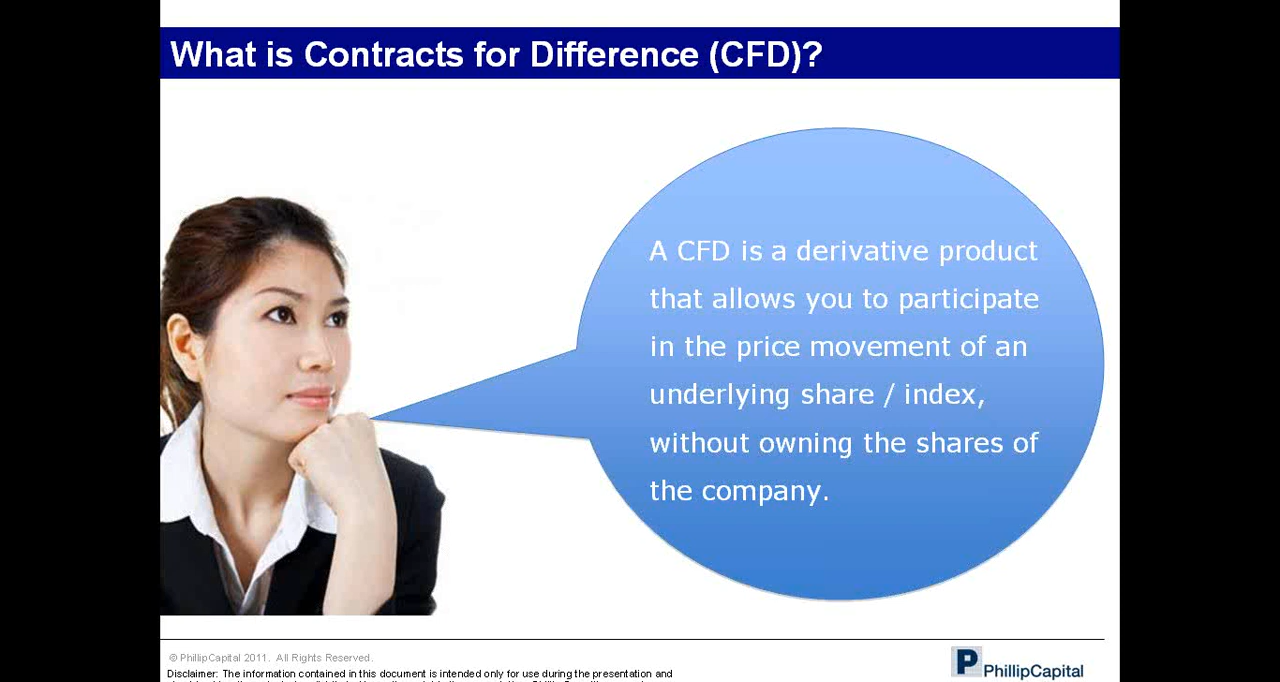 What is Contracts for Difference (CFD)?
A CFD is a derivative product
that allows you to participate
in the price movement of an
underlying share / index,
without owning the shares of
the company.
© PhillipCapital 2011. All Rights Reserved.
Disclaimer: The information contained in this document is intended only for use during the presentation and
P PhillipCapital